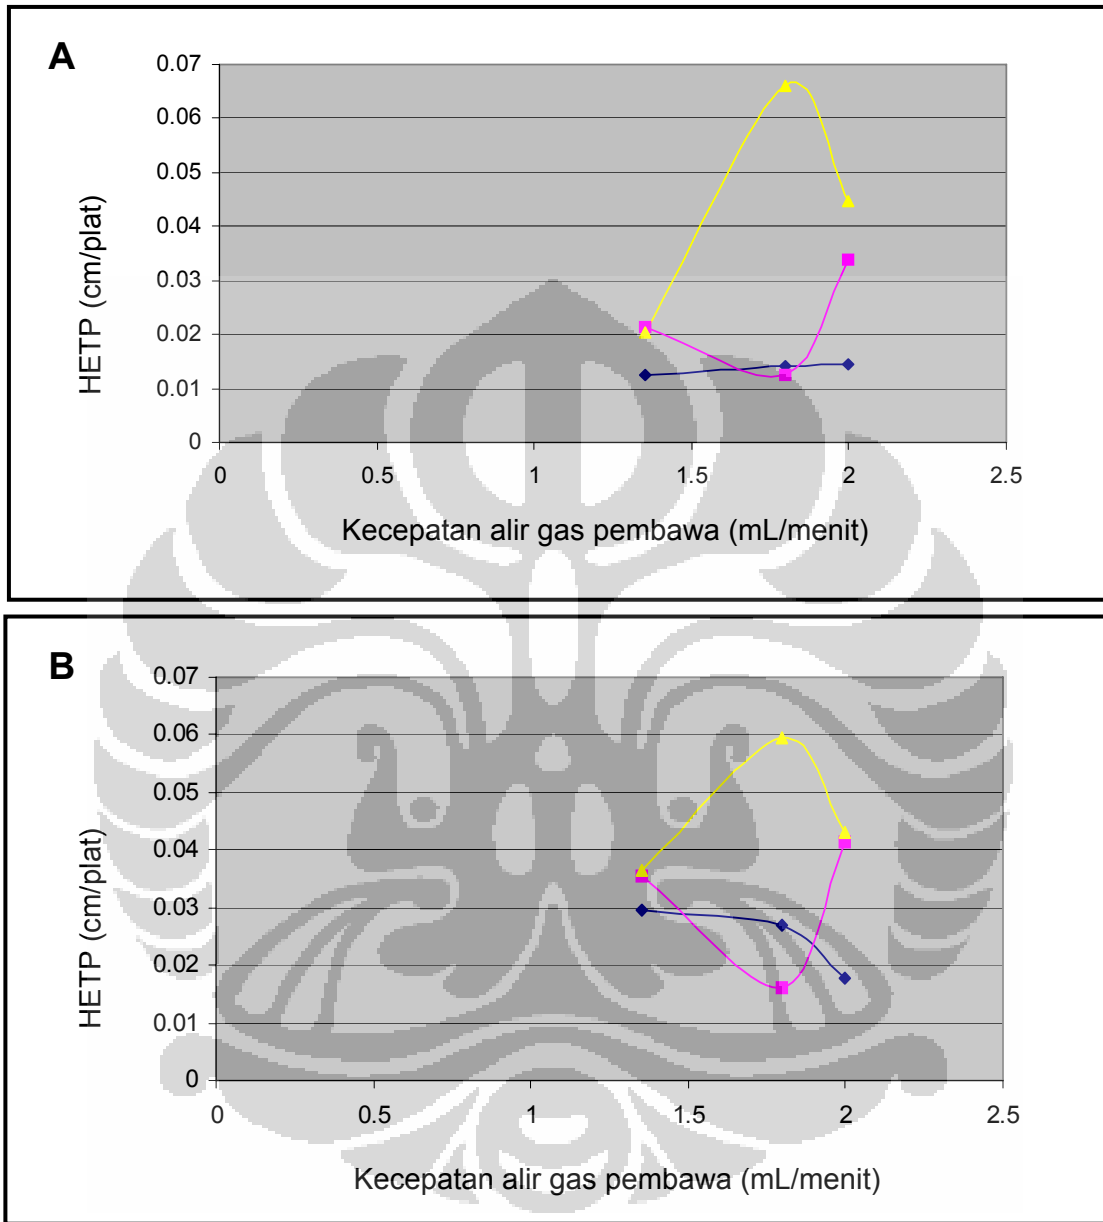 A
0.07
0.06
0.05
0.04
0.03
0.02
0.01
0
HETP (cm/plat)
0 0.5 1 1.5 2 2.5
Kecepatan alir gas pembawa (mL/menit)
B
0.07
0.06
0.05
0.04
0.03
0.02
0.01
0
HETP (cm/plat)
0 0.5 1 1.5 2 2.5
Kecepatan alir gas pembawa (mL/menit)